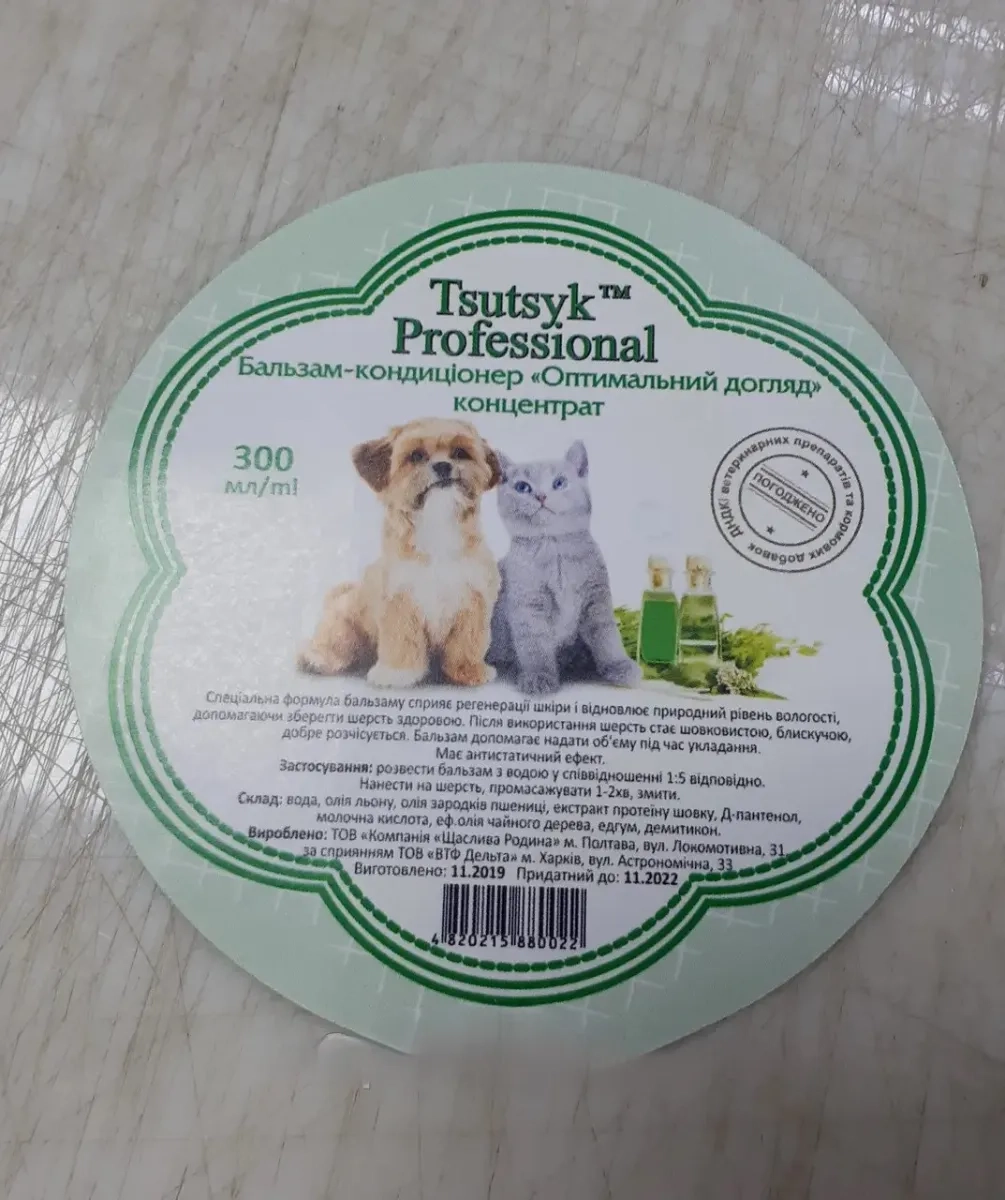 Tsutsyk™
Professional
Бальзам-кондиціонер «Оптимальний догляд»
концентрат
300
мл/ml
ДНДКІ ветеринарних препаратів та кормових добавок
ПОГОДЖЕНО
Спеціальна формула бальзаму сприяє регенерації шкіри і відновлює природний рівень вологості,
допомагаючи зберегти шерсть здоровою. Після використання шерсть стає шовковистою, блискучою,
добре розчісується. Бальзам допомагає надати об'єму під час укладання.
Має антистатичний ефект.
Застосування: розвести бальзам з водою у співвідношенні 1:5 відповідно.
Нанести на шерсть, промасажувати 1-2хв, змити.
Склад: вода, олія льону, олія зародків пшениці, екстракт протеїну шовку, Д-пантенол,
молочна кислота, еф.олія чайного дерева, едгум, демитикон.
Вироблено: ТОВ «Компанія «Щаслива Родина» м. Полтава, вул. Локомотивна, 31
за сприянням ТОВ «ВТФ Дельта» м. Харків, вул. Астрономічна, 33
Виготовлено: 11.2019 Придатний до: 11.2022
4 820215 880022